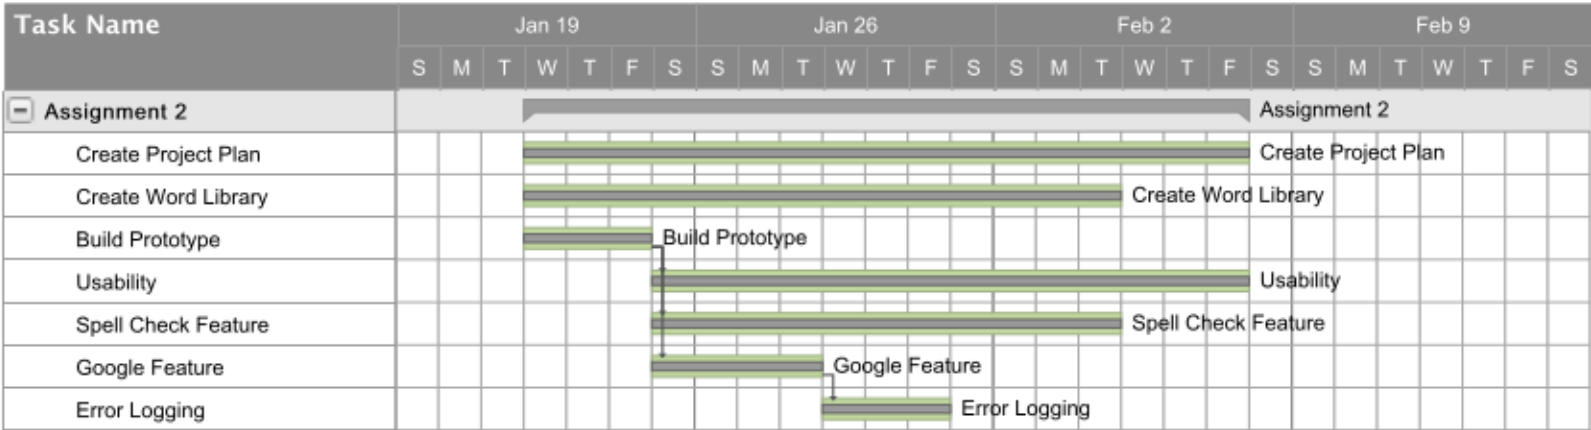 Task Name Jan 19 Jan 26 Feb 2 Feb 9
S M T W T F S S M T W T F S S M T W T F S S M T W T F S
Assignment 2 Assignment 2
Create Project Plan Create Project Plan
Create Word Library Create Word Library
Build Prototype Build Prototype
Usability Usability
Spell Check Feature Spell Check Feature
Google Feature Google Feature
Error Logging Error Logging